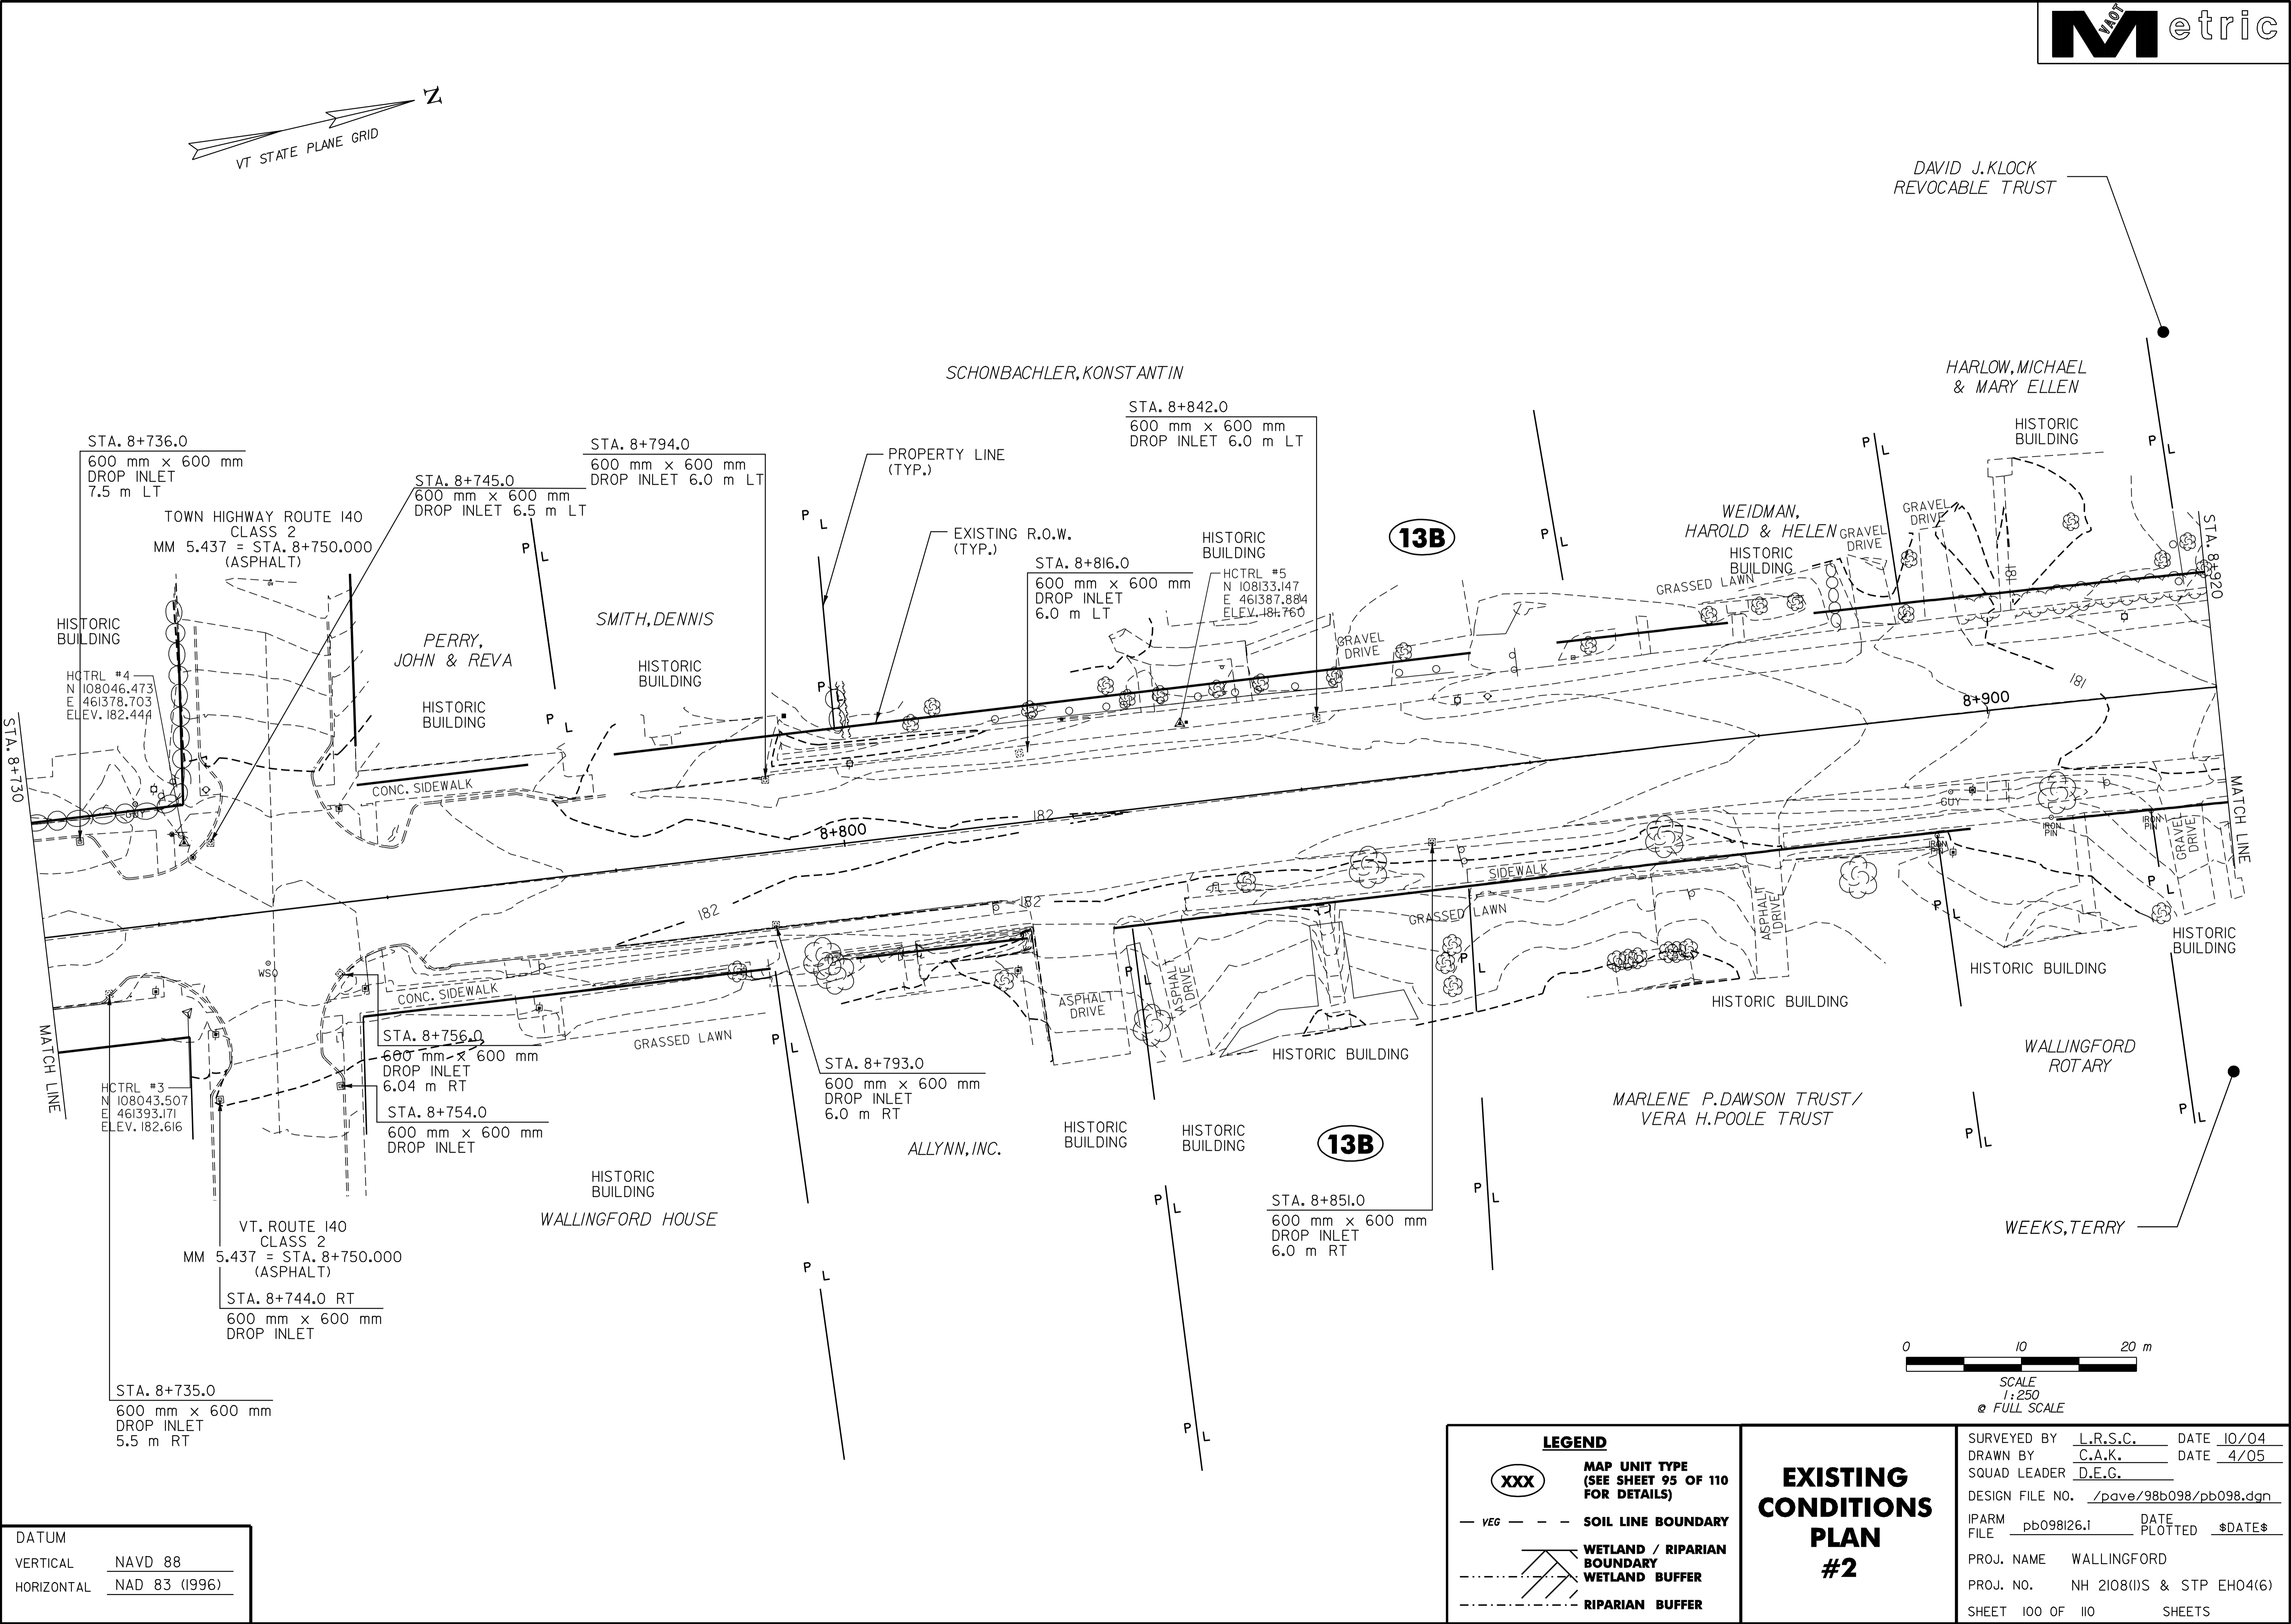 VAOT
Metric
Z
VT STATE PLANE GRID
DAVID J. KLOCK
REVOCABLE TRUST
SCHONBACHLER, KONSTANTIN
HARLOW, MICHAEL
& MARY ELLEN
HISTORIC
BUILDING
P L
STA. 8+736.0
600 mm x 600 mm
DROP INLET
7.5 m LT
STA. 8+745.0
600 mm x 600 mm
DROP INLET 6.5 m LT
STA. 8+794.0
600 mm x 600 mm
DROP INLET 6.0 m LT
PROPERTY LINE
(TYP.)
STA. 8+842.0
600 mm x 600 mm
DROP INLET 6.0 m LT
TOWN HIGHWAY ROUTE 140
CLASS 2
MM 5.437 = STA. 8+750.000
(ASPHALT)
P L
P L
EXISTING R.O.W.
(TYP.)
STA. 8+816.0
600 mm x 600 mm
DROP INLET
6.0 m LT
HISTORIC
BUILDING
HCTRL #5
N 108133.147
E 461387.884
ELEV. 181.760
13B
P L
P L
WEIDMAN,
HAROLD & HELEN
HISTORIC
BUILDING
GRAVEL
DRIVE
GRAVEL
DRIVE
GRASSED LAWN
181
STA. 8+920
HISTORIC
BUILDING
HCTRL #4
N 108046.473
E 461378.703
ELEV. 182.444
PERRY,
JOHN & REVA
HISTORIC
BUILDING
SMITH, DENNIS
HISTORIC
BUILDING
P L
P
GRAVEL
DRIVE
STA. 8+730
GUY
CONC. SIDEWALK
8+800
182
8+900
181
MATCH LINE
182
182
WSO
CONC. SIDEWALK
GRASSED LAWN
SIDEWALK
GRASSED LAWN
ASPHALT
DRIVE
ASPHALT
DRIVE
ASPHALT
DRIVE
GUY
IRON
PIN
IRON
PIN
IRON
GRAVEL
DRIVE
P L
P L
P L
P L
P L
HISTORIC
BUILDING
HISTORIC BUILDING
HISTORIC BUILDING
HISTORIC BUILDING
MATCH LINE
HCTRL #3
N 108043.507
E 461393.171
ELEV. 182.616
STA. 8+756.0
600 mm x 600 mm
DROP INLET
6.04 m RT
STA. 8+754.0
600 mm x 600 mm
DROP INLET
STA. 8+793.0
600 mm x 600 mm
DROP INLET
6.0 m RT
ALLYNN, INC.
HISTORIC
BUILDING
HISTORIC
BUILDING
13B
MARLENE P. DAWSON TRUST/
VERA H. POOLE TRUST
WALLINGFORD
ROTARY
P L
P L
HISTORIC
BUILDING
WALLINGFORD HOUSE
P L
P L
STA. 8+851.0
600 mm x 600 mm
DROP INLET
6.0 m RT
WEEKS, TERRY
VT. ROUTE 140
CLASS 2
MM 5.437 = STA. 8+750.000
(ASPHALT)
P L
STA. 8+744.0 RT
600 mm x 600 mm
DROP INLET
STA. 8+735.0
600 mm x 600 mm
DROP INLET
5.5 m RT
P L
0 10 20 m
SCALE
1:250
@ FULL SCALE
DATUM
VERTICAL NAVD 88
HORIZONTAL NAD 83 (1996)
LEGEND
XXX
MAP UNIT TYPE
(SEE SHEET 95 OF 110
FOR DETAILS)
VEG
SOIL LINE BOUNDARY
WETLAND / RIPARIAN
BOUNDARY
WETLAND BUFFER
RIPARIAN BUFFER
EXISTING
CONDITIONS
PLAN
#2
SURVEYED BY L.R.S.C. DATE 10/04
DRAWN BY C.A.K. DATE 4/05
SQUAD LEADER D.E.G.
DESIGN FILE NO. /pave/98b098/pb098.dgn
IPARM
FILE pb098126.i
DATE
PLOTTED $DATE$
PROJ. NAME WALLINGFORD
PROJ. NO. NH 2108(1)S & STP EH04(6)
SHEET 100 OF 110 SHEETS